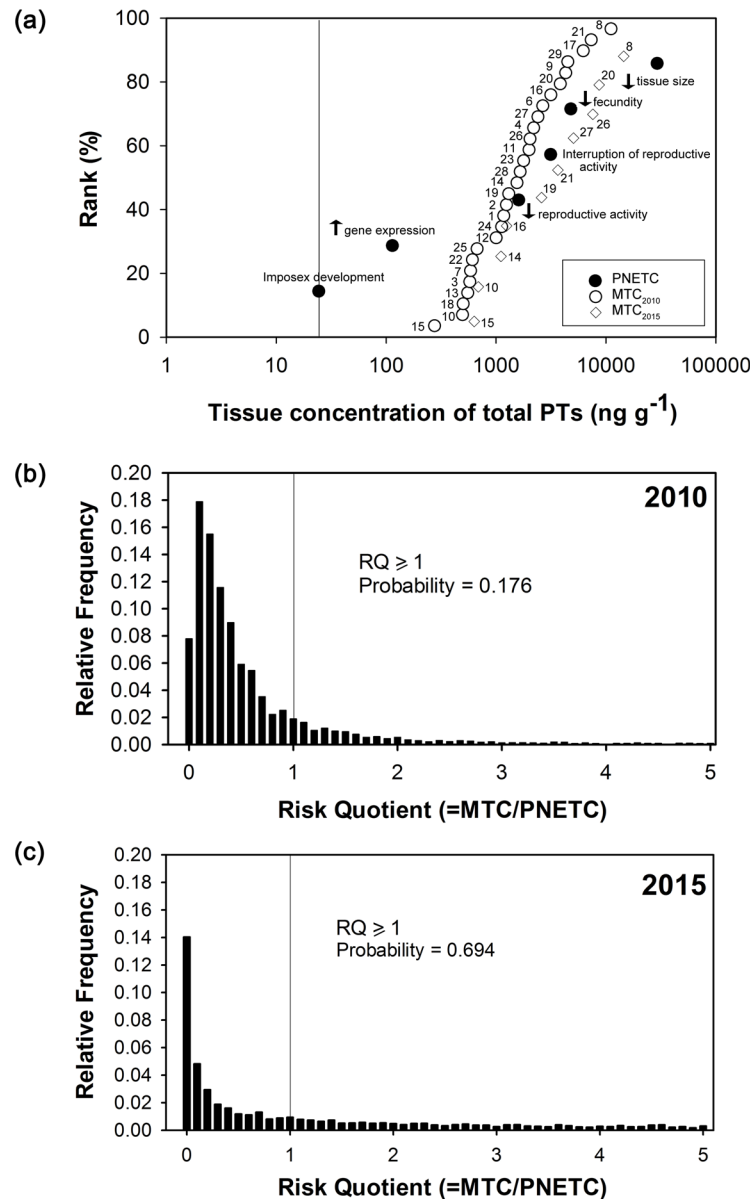 (a)
100
80
60
40
20
0
Rank (%)
8
21
17
29
9
20
16
6
27
4
26
11
23
28
14
19
2
1
24
12
25
22
7
3
13
18
10
15
8
20
26
27
21
19
16
14
10
15
↓ tissue size
↓ fecundity
Interruption of reproductive
activity
↓ reproductive activity
↑ gene expression
Imposex development
PNETC
MTC2010
MTC2015
1 10 100 1000 10000 100000
Tissue concentration of total PTs (ng g-1)
(b)
0.20
0.18
0.16
0.14
0.12
0.10
0.08
0.06
0.04
0.02
0.00
Relative Frequency
2010
RQ ⩾ 1
Probability = 0.176
0 1 2 3 4 5
Risk Quotient (=MTC/PNETC)
(c)
0.20
0.18
0.16
0.14
0.12
0.10
0.08
0.06
0.04
0.02
0.00
Relative Frequency
2015
RQ ⩾ 1
Probability = 0.694
0 1 2 3 4 5
Risk Quotient (=MTC/PNETC)